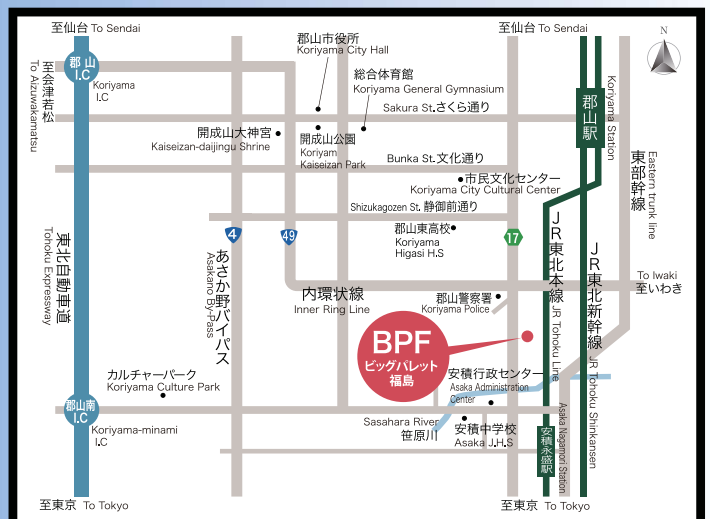 至仙台 To Sendai
郡山市役所
Koriyama City Hall
至仙台 To Sendai
N
郡山
I.C
Koriyama
I.C
至会津若松
To Aizuwakamatsu
総合体育館
Koriyama General Gymnasium
Sakura St.さくら通り
郡山駅
Koriyama Station
開成山大神宮
Kaiseizan-daijingu Shrine
開成山公園
Koriyam
Kaiseizan Park
Bunka St.文化通り
東部幹線
Eastern trunk line
市民文化センター
Koriyama City Cultural Center
Shizukagozen St. 静御前通り
郡山東高校
Koriyama
Higasi H.S
4
49
17
東北自動車道
Tohoku Expressway
あさか野バイパス
Asakano By-Pass
JR東北本線
JR Tohoku Line
JR東北新幹線
JR Tohoku Shinkansen
To Iwaki
至いわき
内環状線
Inner Ring Line
郡山警察署
Koriyama Police
BPF
ビッグパレット
福島
カルチャーパーク
Koriyama Culture Park
安積行政センター
Asaka Administration
Center
郡山南
I.C
Koriyama-minami
I.C
Sasahara River
笹原川
安積中学校
Asaka J.H.S
安積永盛駅
Asaka Nagamori Station
至東京 To Tokyo
至東京 To Tokyo